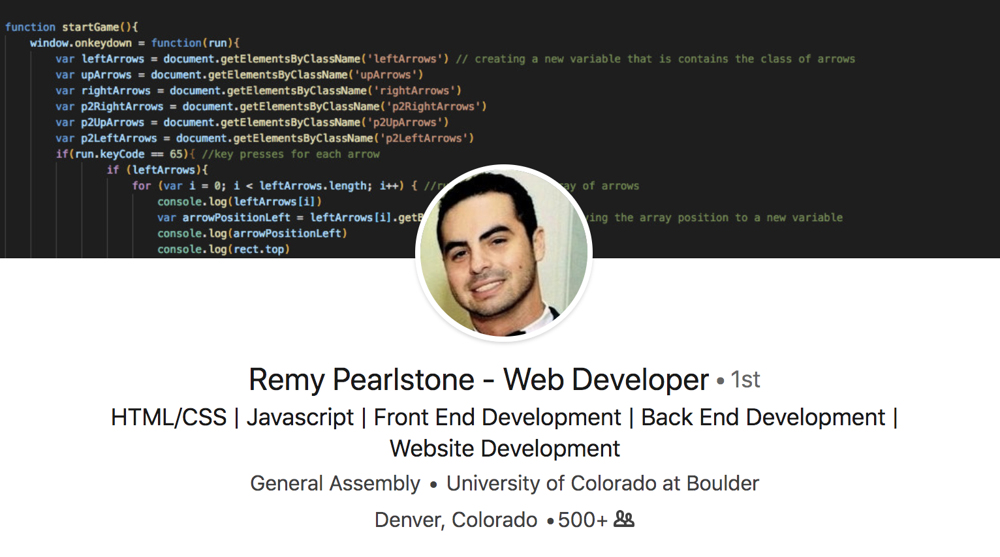 function startGame(){
window.onkeydown = function(run){
var leftArrows = document.getElementsByClassName('leftArrows') // creating a new variable that is contains the class of arrows
var upArrows = document.getElementsByClassName('upArrows')
var rightArrows = document.getElementsByClassName('rightArrows')
var p2RightArrows = document.getElementsByClassName('p2RightArrows')
var p2UpArrows = document.getElementsByClassName('p2UpArrows')
var p2LeftArrows = document.getElementsByClassName('p2LeftArrows')
if(run.keyCode == 65){ //key presses for each arrow
if (leftArrows){
for (var i = 0; i < leftArrows.length; i++) { // of arrows
console.log(leftArrows[i])
var arrowPositionLeft = leftArrows[i]. the array position to a new variable
console.log(arrowPositionLeft)
console.log(rect.top)
Remy Pearlstone - Web Developer • 1st
HTML/CSS | Javascript | Front End Development | Back End Development |
Website Development
General Assembly • University of Colorado at Boulder
Denver, Colorado • 500+